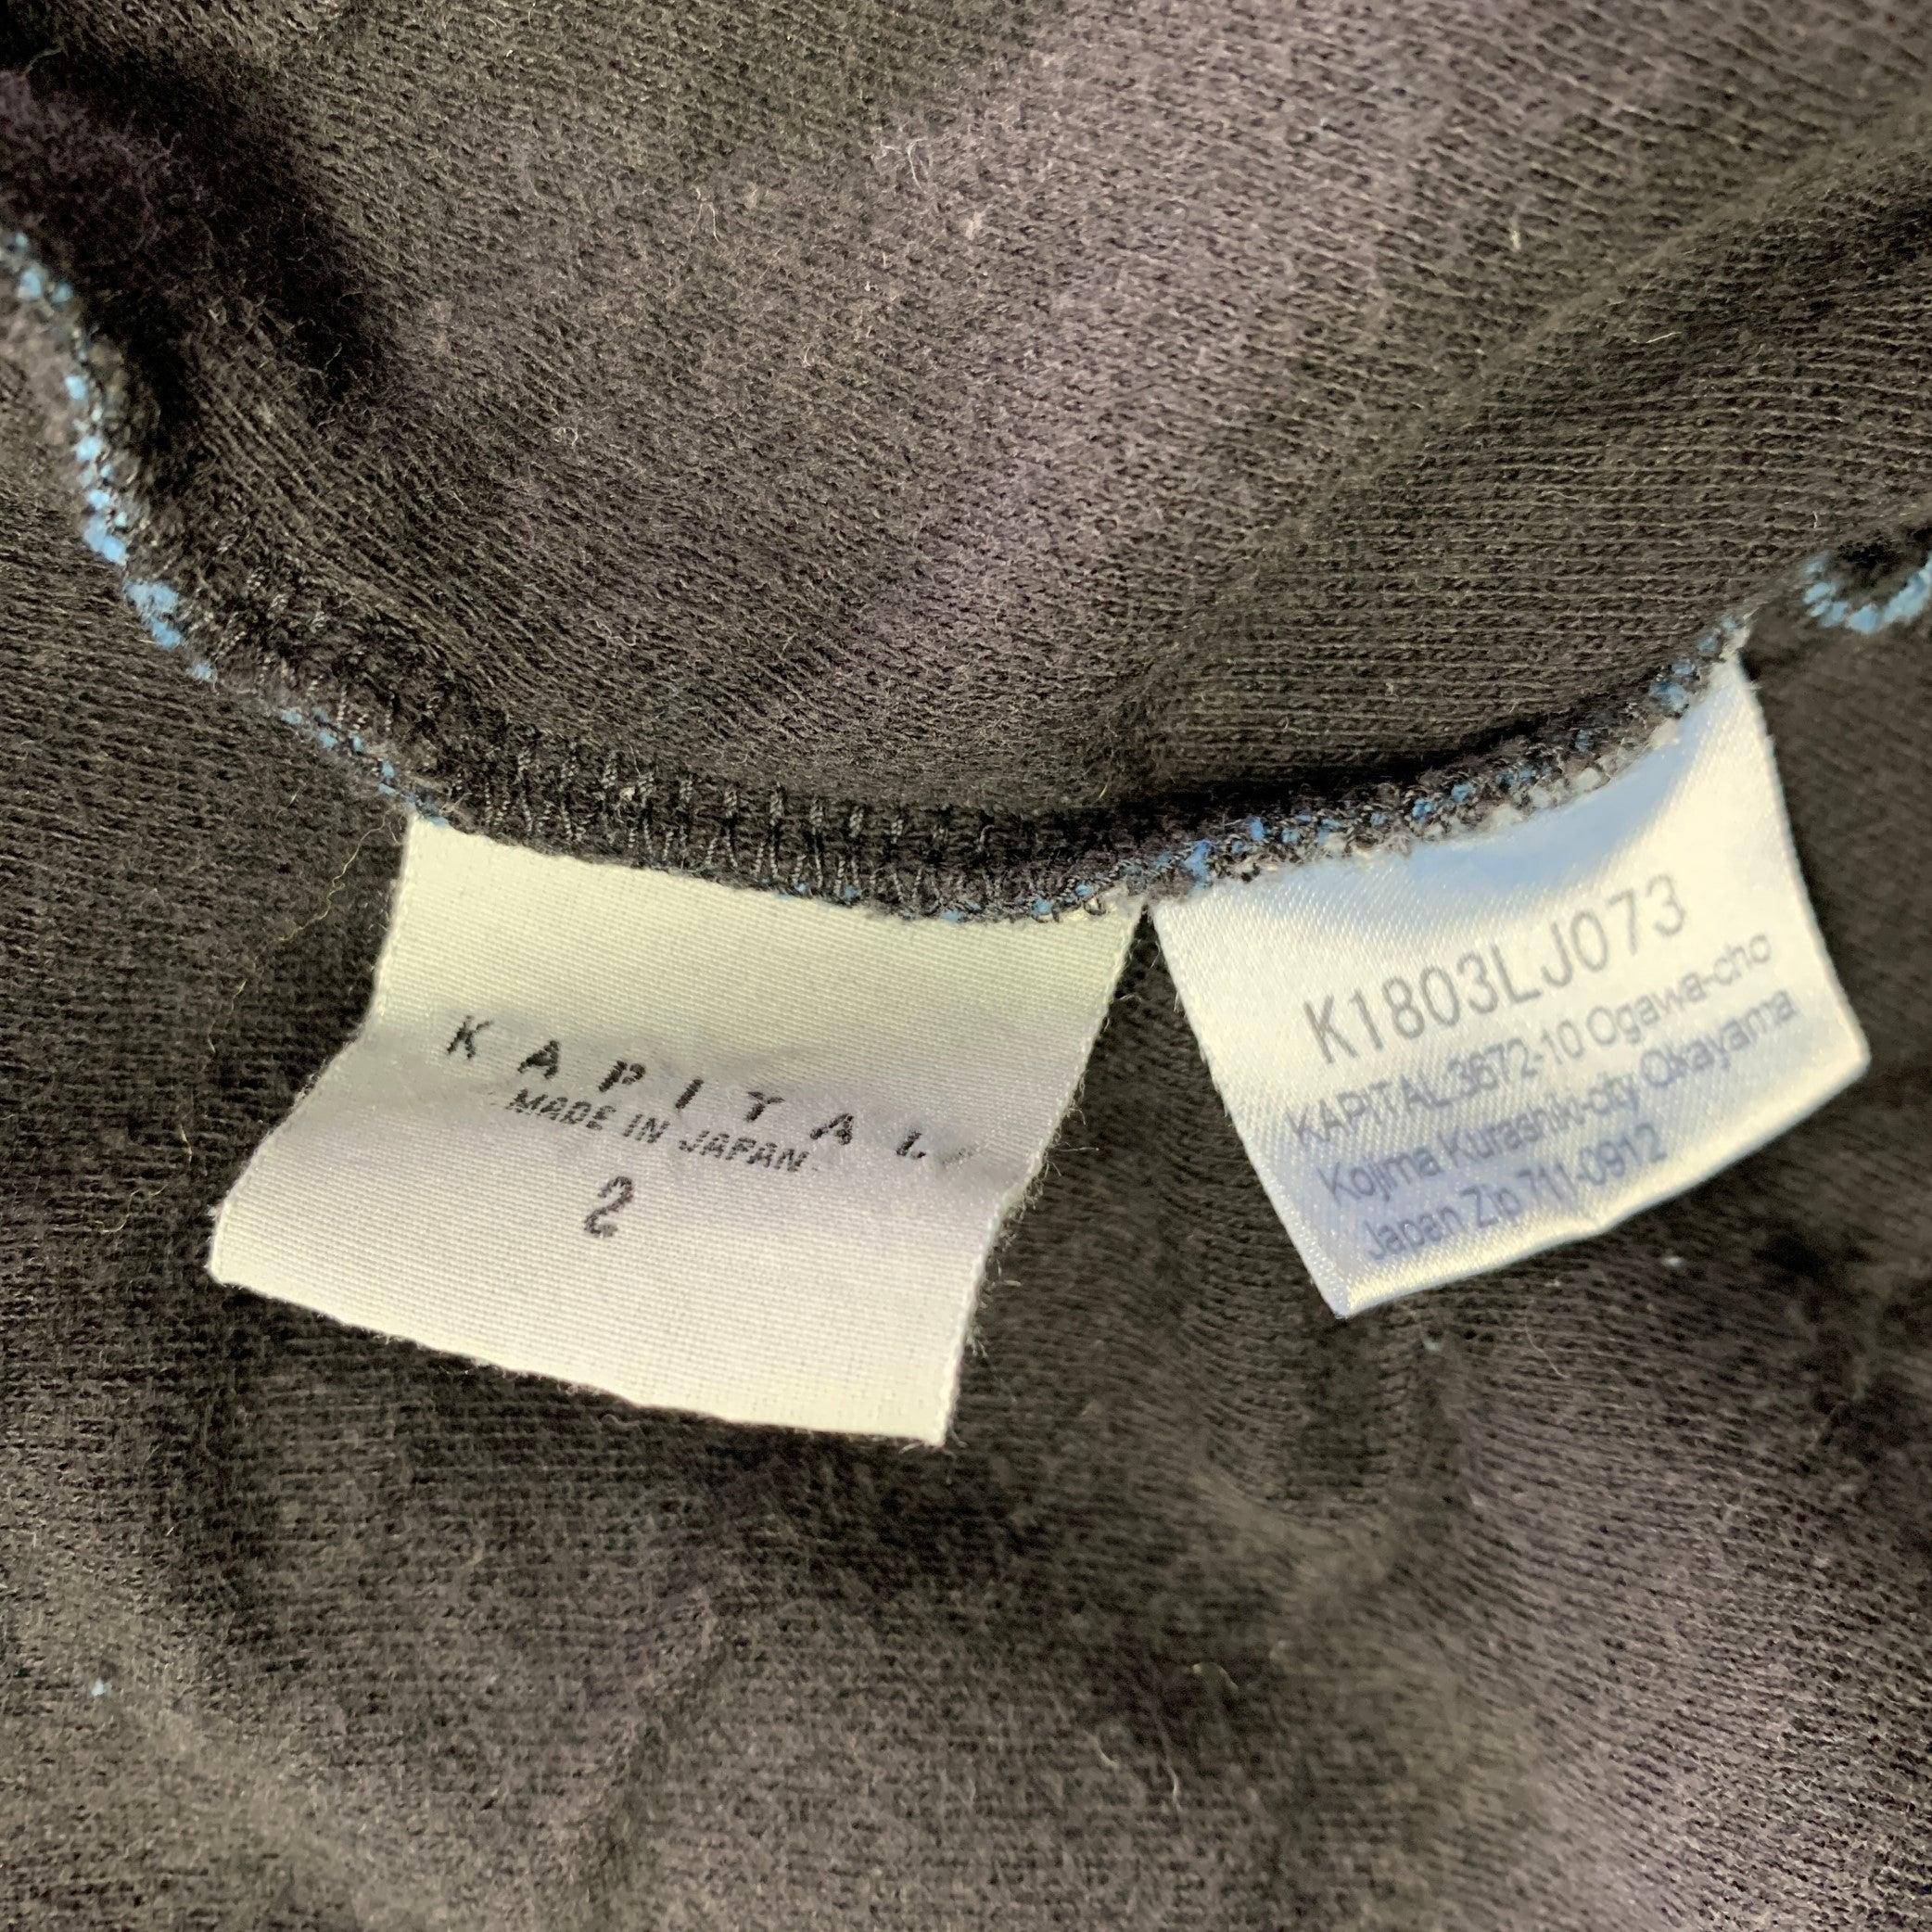 KAPITAL
MADE IN JAPAN
2
K1803LJ073
KAPITAL 3672-10 Ogawa-cho
Kojima Kurashiki-city Okayama
Japan Zip 711-0912